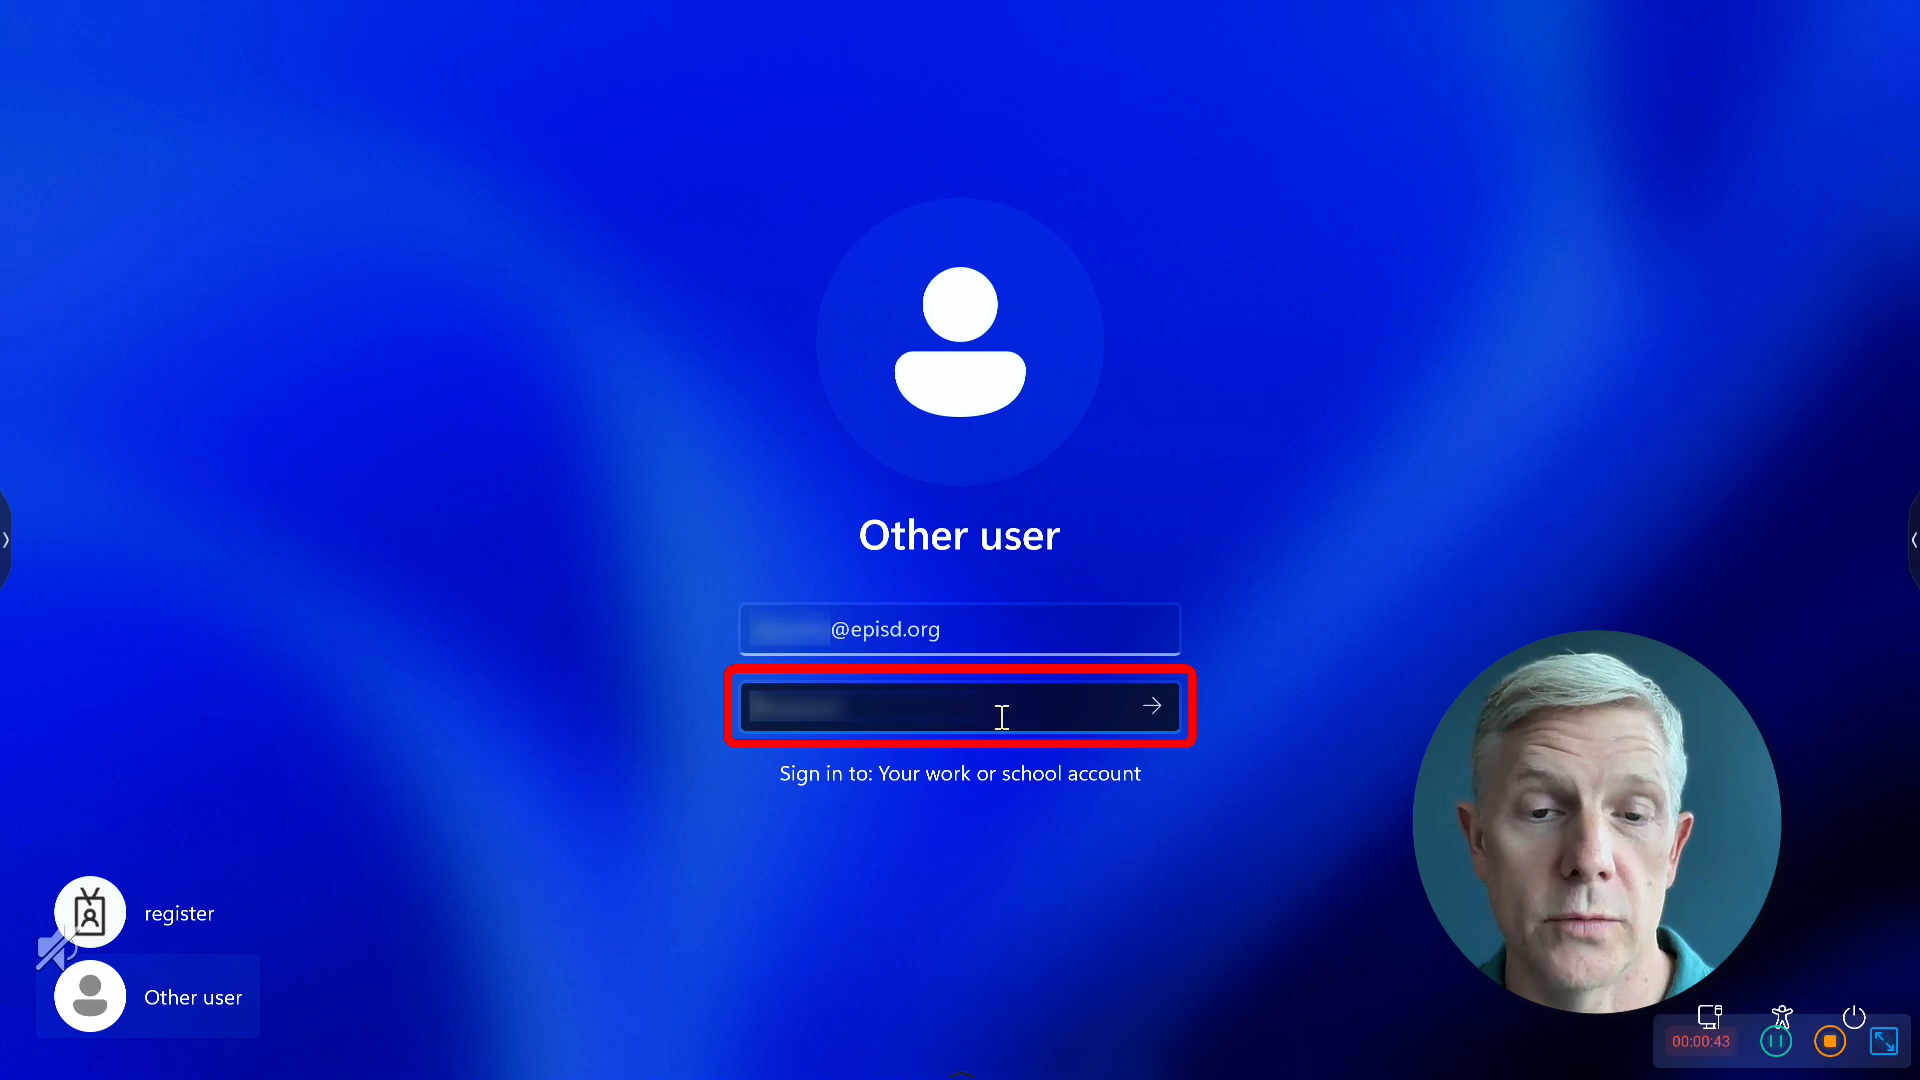 Other user
@episd.org
Sign in to: Your work or school account
register
Other user
00:00:43